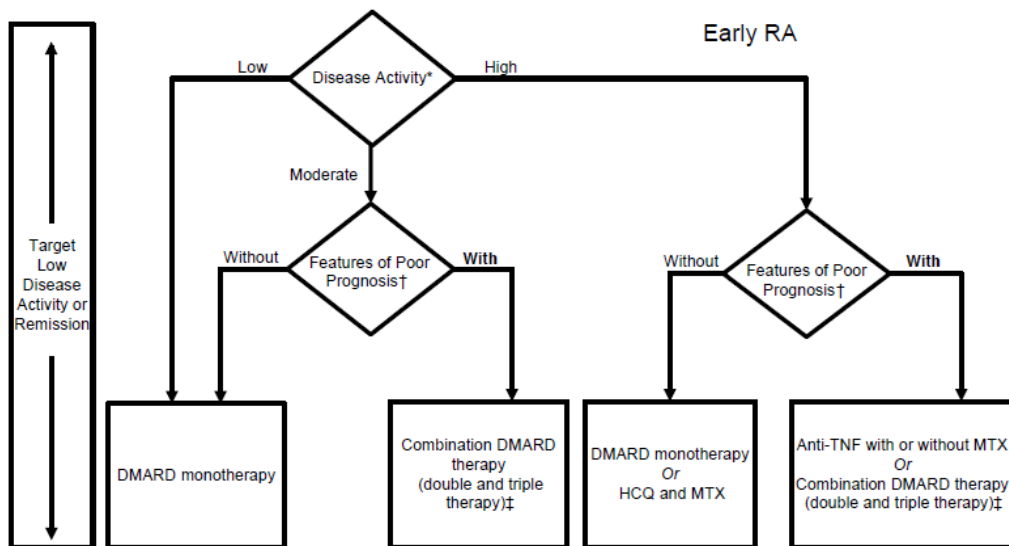 Early RA
Low
Disease Activity*
High
Moderate
Target
Low
Disease
Activity or
Remission
Without
Features of Poor
Prognosis†
With
Without
Features of Poor
Prognosis†
With
DMARD monotherapy
Combination DMARD
therapy
(double and triple
therapy)‡
DMARD monotherapy
Or
HCQ and MTX
Anti-TNF with or without MTX
Or
Combination DMARD therapy
(double and triple therapy)‡